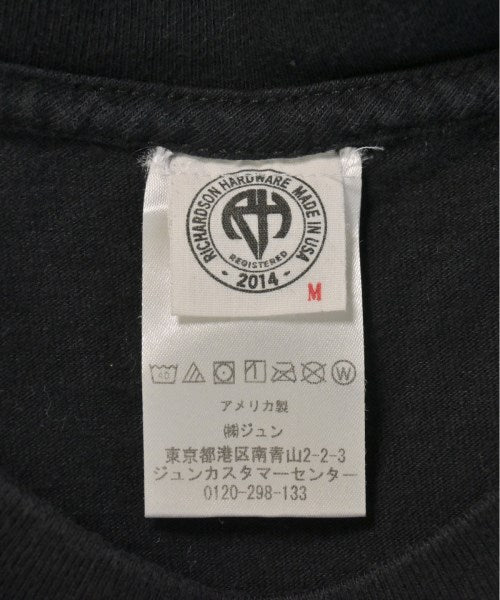 RICHARDSON HARDWARE MADE IN USA
RH
REGISTERED
- 2014 -
M
40 1 W
アメリカ製
㈱ジュン
東京都港区南青山2-2-3
ジュンカスタマーセンター
0120-298-133